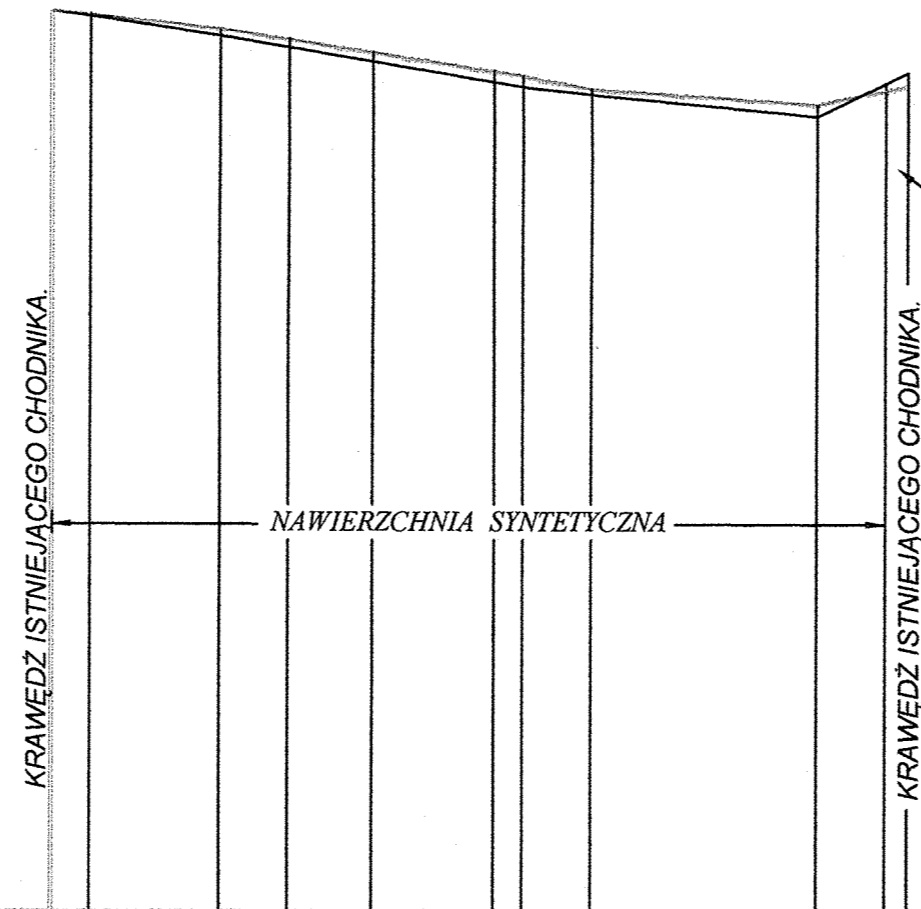 KRAWĘDŹ ISTNIEJĄCEGO CHODNIKA.
NAWIERZCHNIA SYNTETYCZNA
KRAWĘDŹ ISTNIEJĄCEGO CHODNIKA.